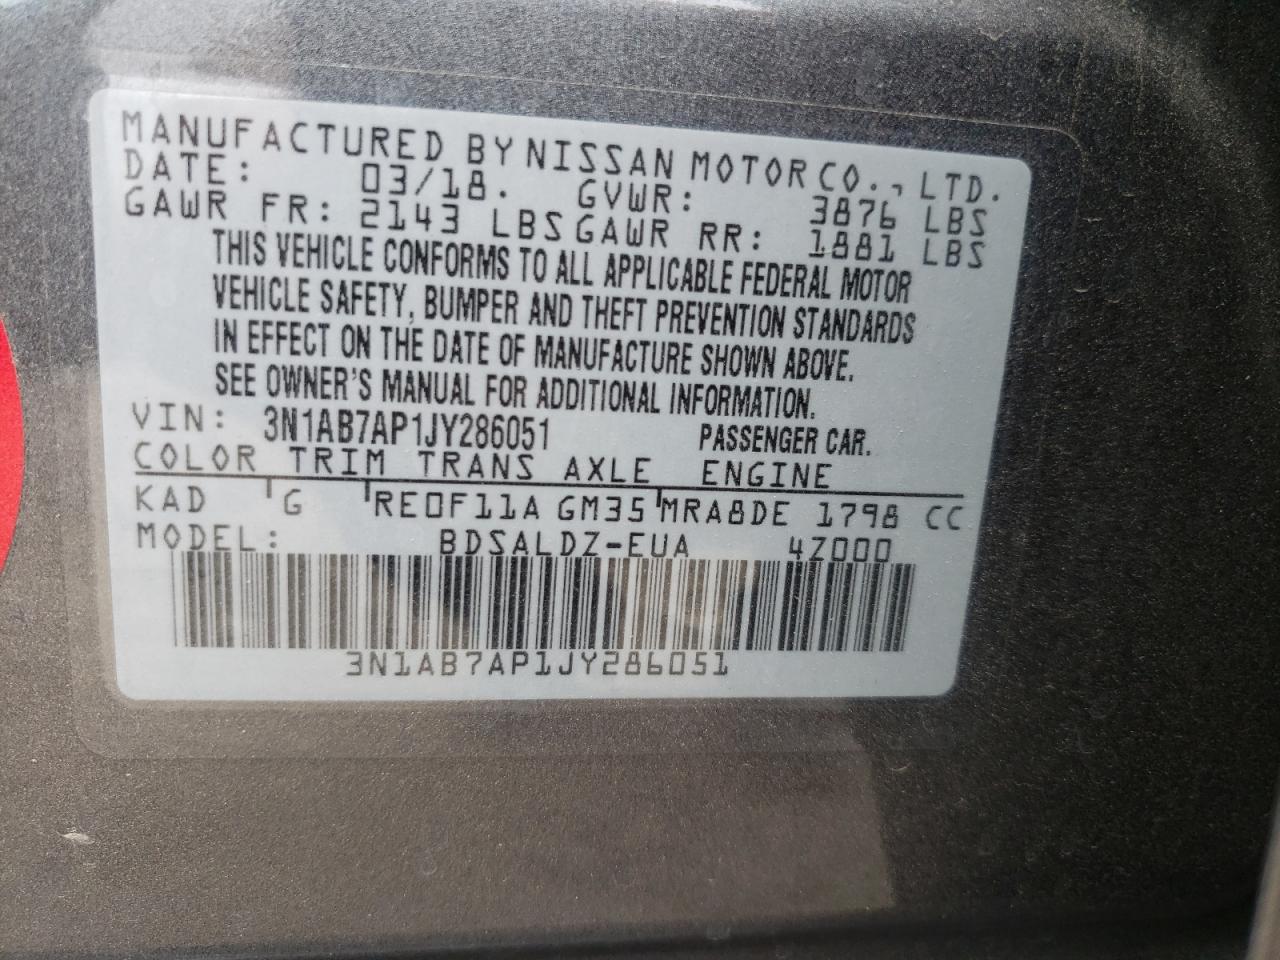 MANUFACTURED BY NISSAN MOTOR CO., LTD.
DATE: 03/18. GVWR: 3876 LBS
GAWR FR: 2143 LBS GAWR RR: 1881 LBS
THIS VEHICLE CONFORMS TO ALL APPLICABLE FEDERAL MOTOR
VEHICLE SAFETY, BUMPER AND THEFT PREVENTION STANDARDS
IN EFFECT ON THE DATE OF MANUFACTURE SHOWN ABOVE.
SEE OWNER'S MANUAL FOR ADDITIONAL INFORMATION.
VIN: 3N1AB7AP1JY286051 PASSENGER CAR.
COLOR TRIM TRANS AXLE ENGINE
KAD G RE0F11A GM35 MRA8DE 1798 CC
MODEL: BDSALDZ-EUA 4Z000
3N1AB7AP1JY286051